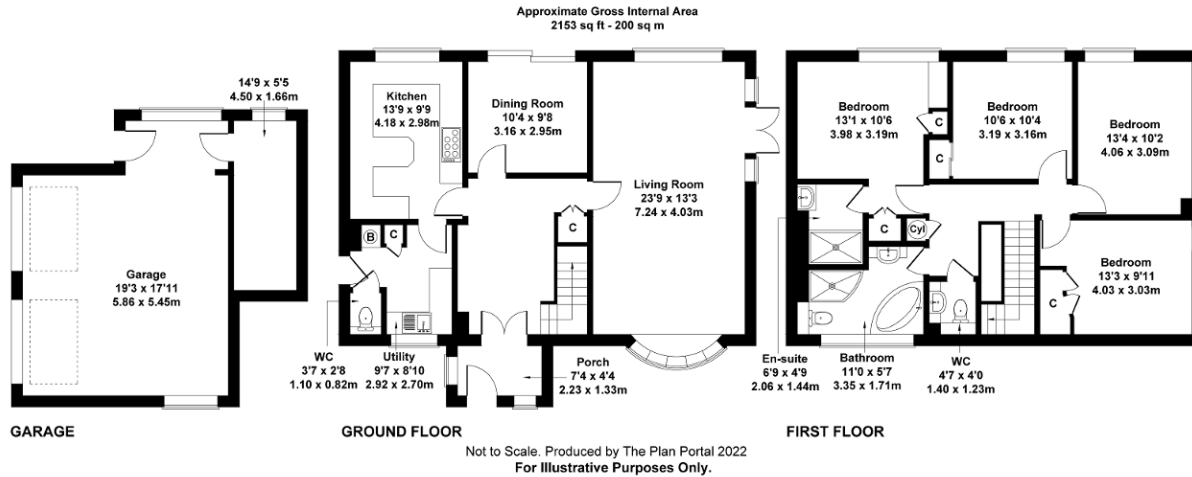 Approximate Gross Internal Area
2153 sq ft - 200 sq m
14'9 x 5'5
4.50 x 1.66m
Garage
19'3 x 17'11
5.86 x 5.45m
GARAGE
Kitchen
13'9 x 9'9
4.18 x 2.98m
Dining Room
10'4 x 9'8
3.16 x 2.95m
Living Room
23'9 x 13'3
7.24 x 4.03m
C
B
C
WC
3'7 x 2'8
1.10 x 0.82m
Utility
9'7 x 8'10
2.92 x 2.70m
Porch
7'4 x 4'4
2.23 x 1.33m
GROUND FLOOR
Bedroom
13'1 x 10'6
3.98 x 3.19m
C
C
Bedroom
10'6 x 10'4
3.19 x 3.16m
Bedroom
13'4 x 10'2
4.06 x 3.09m
C
Cyl
Bedroom
13'3 x 9'11
4.03 x 3.03m
C
En-suite
6'9 x 4'9
2.06 x 1.44m
Bathroom
11'0 x 5'7
3.35 x 1.71m
WC
4'7 x 4'0
1.40 x 1.23m
FIRST FLOOR
Not to Scale. Produced by The Plan Portal 2022
For Illustrative Purposes Only.